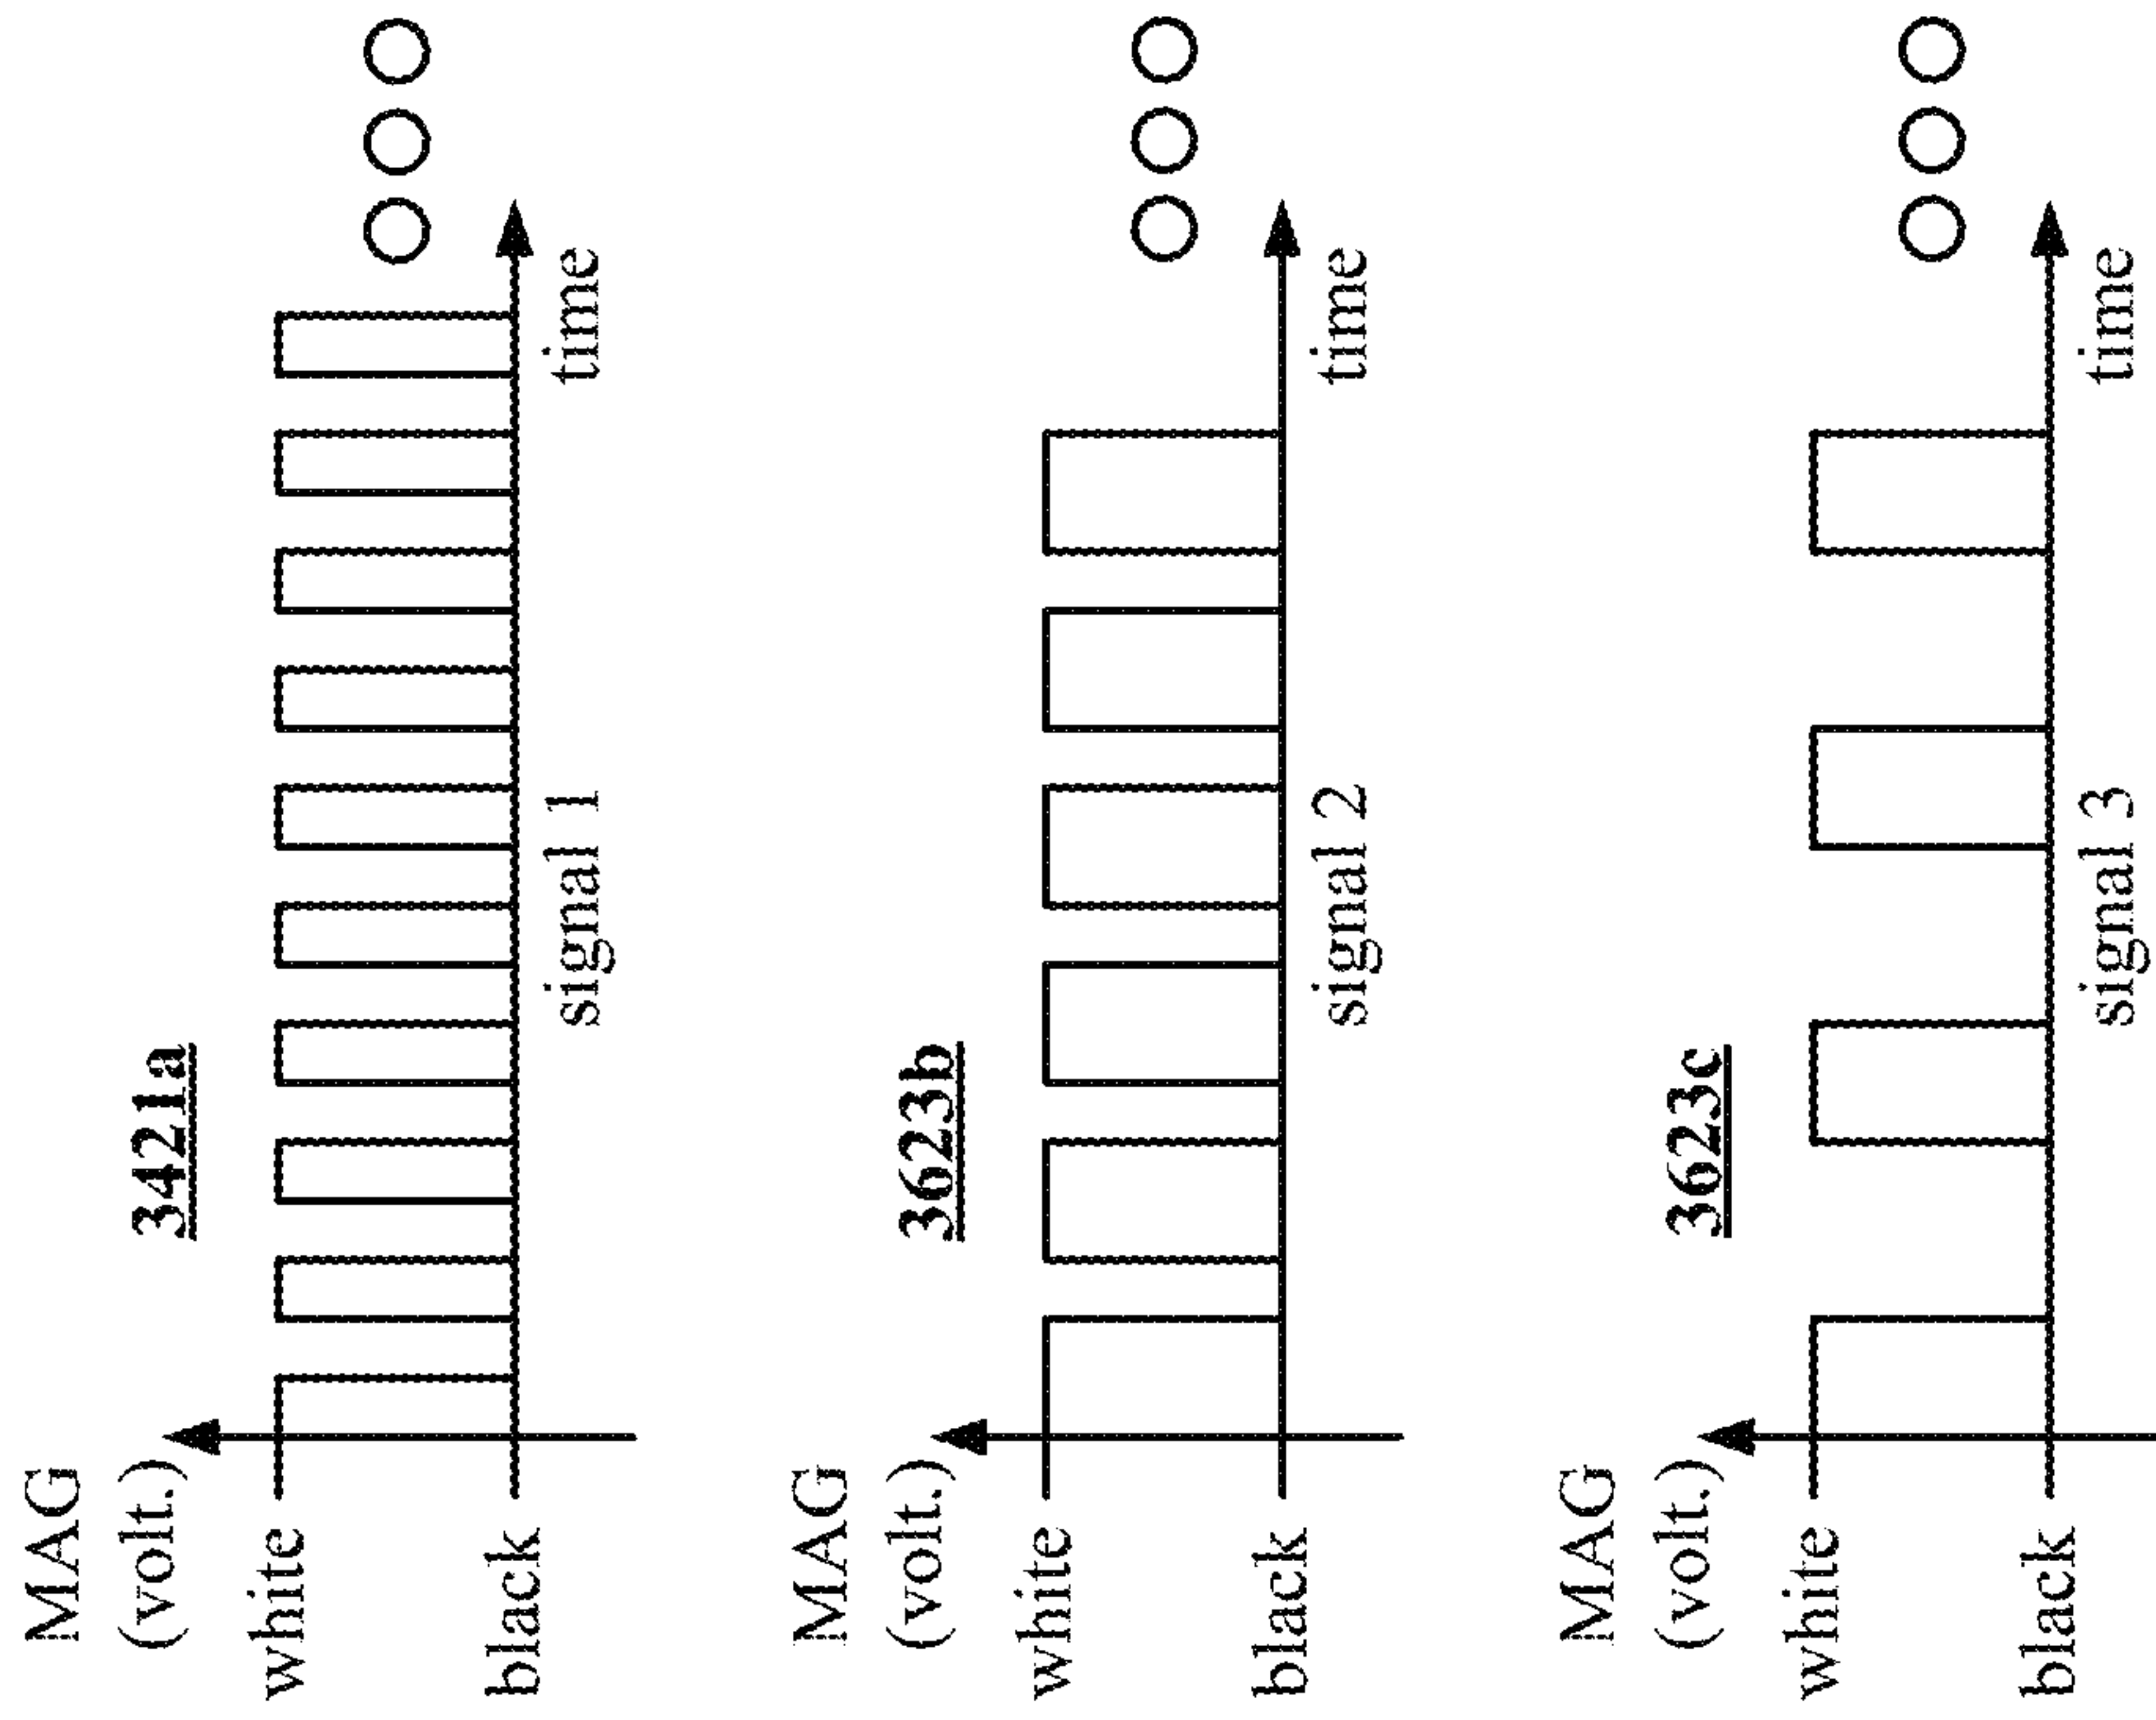 MAG
(volt.)
3421a
white
black
signal 1
time
MAG
(volt.)
3623b
white
black
signal 2
time
MAG
(volt.)
3623c
white
black
signal 3
time